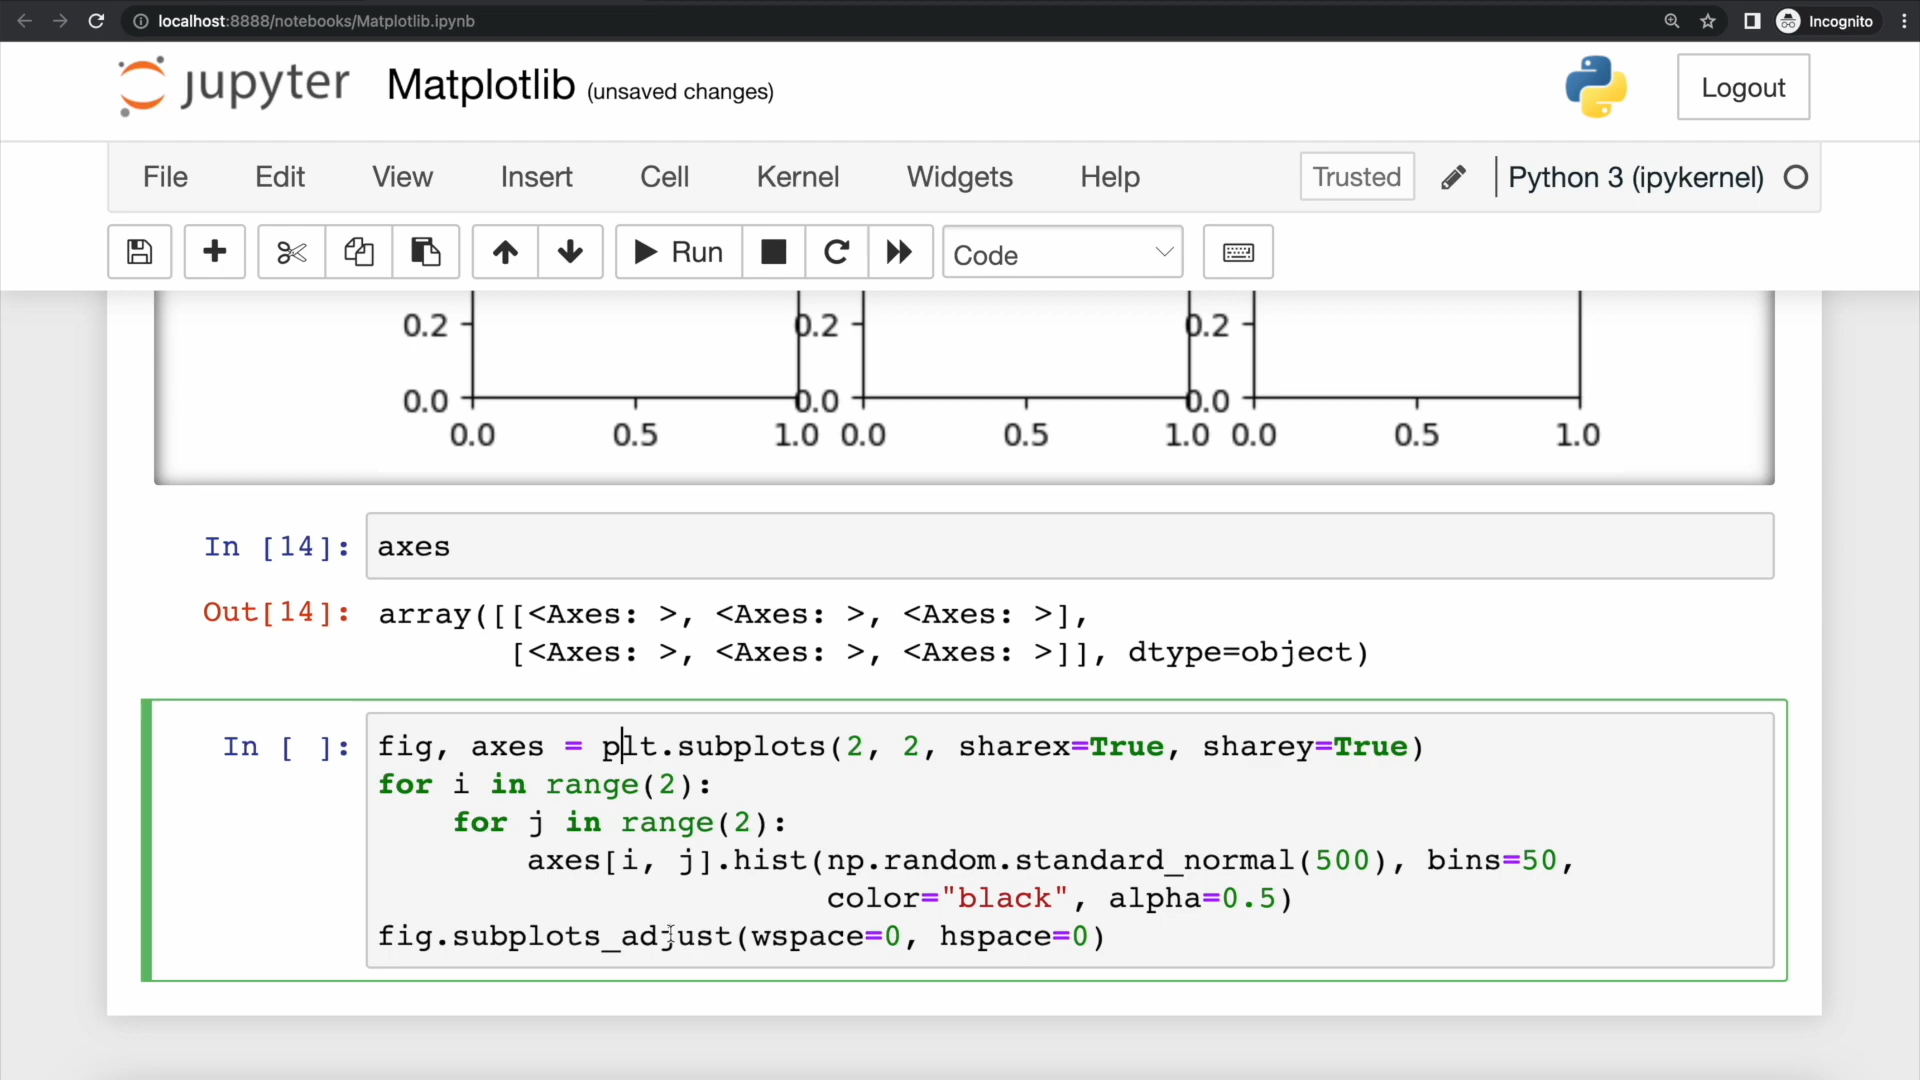 localhost:8888/notebooks/Matplotlib.ipynb Incognito
jupyter Matplotlib (unsaved changes) Logout
File Edit View Insert Cell Kernel Widgets Help Trusted Python 3 (ipykernel)
Run Code
0.2 0.2 0.2
0.0 0.0 0.0
0.0 0.5 1.0 0.0 0.5 1.0 0.0 0.5 1.0
In [14]: axes
Out[14]: array([[<Axes: >, <Axes: >, <Axes: >],
[<Axes: >, <Axes: >, <Axes: >]], dtype=object)
In [ ]: fig, axes = plt.subplots(2, 2, sharex=True, sharey=True)
for i in range(2):
    for j in range(2):
        axes[i, j].hist(np.random.standard_normal(500), bins=50,
                        color="black", alpha=0.5)
fig.subplots_adjust(wspace=0, hspace=0)